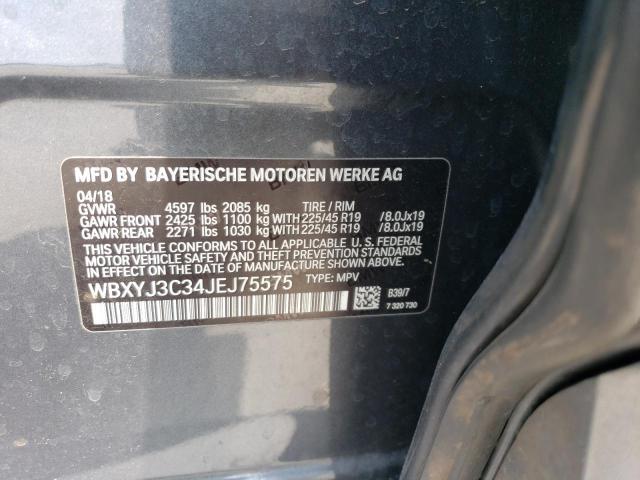 MFD BY BAYERISCHE MOTOREN WERKE AG
04/18
GVWR 4597 lbs 2085 kg TIRE / RIM
GAWR FRONT 2425 lbs 1100 kg WITH 225/45 R19 /8.0Jx19
GAWR REAR 2271 lbs 1030 kg WITH 225/45 R19 /8.0Jx19
THIS VEHICLE CONFORMS TO ALL APPLICABLE U. S. FEDERAL
MOTOR VEHICLE SAFETY AND THEFT PREVENTION STANDARDS
IN EFFECT ON THE DATE OF MANUFACTURE SHOWN ABOVE.
WBXYJ3C34JEJ75575 TYPE: MPV
B39/7
7 320 730